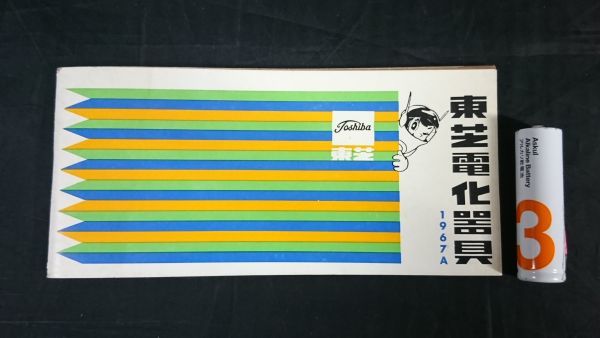 Toshiba
東芝
東芝電化器具
1967A
Askul
Alkaline Battery
アルカリ乾電池
3